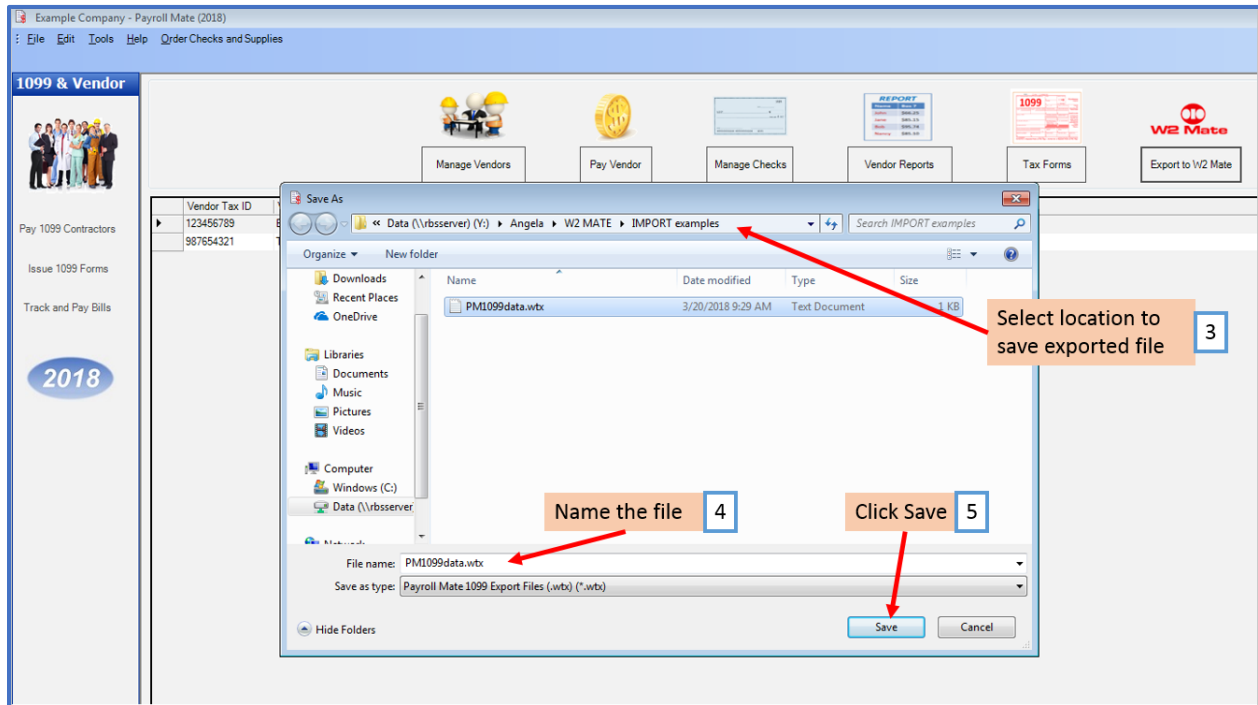 Example Company - Payroll Mate (2018)
File Edit Tools Help Order Checks and Supplies
1099 & Vendor
Pay 1099 Contractors
Issue 1099 Forms
Track and Pay Bills
2018
REPORT
1099
W2 Mate
Manage Vendors
Pay Vendor
Manage Checks
Vendor Reports
Tax Forms
Export to W2 Mate
Vendor Tax ID
123456789
987654321
Save As
« Data (\\rbsserver) (Y:) ▸ Angela ▸ W2 MATE ▸ IMPORT examples
Search IMPORT examples
Organize
New folder
Downloads
Recent Places
OneDrive
Libraries
Documents
Music
Pictures
Videos
Computer
Windows (C:)
Data (\\rbsserver
Name Date modified Type Size
PM1099data.wtx 3/20/2018 9:29 AM Text Document 1 KB
Select location to
save exported file
3
Name the file 4
Click Save 5
File name: PM1099data.wtx
Save as type: Payroll Mate 1099 Export Files (.wtx) (*.wtx)
Hide Folders
Save
Cancel